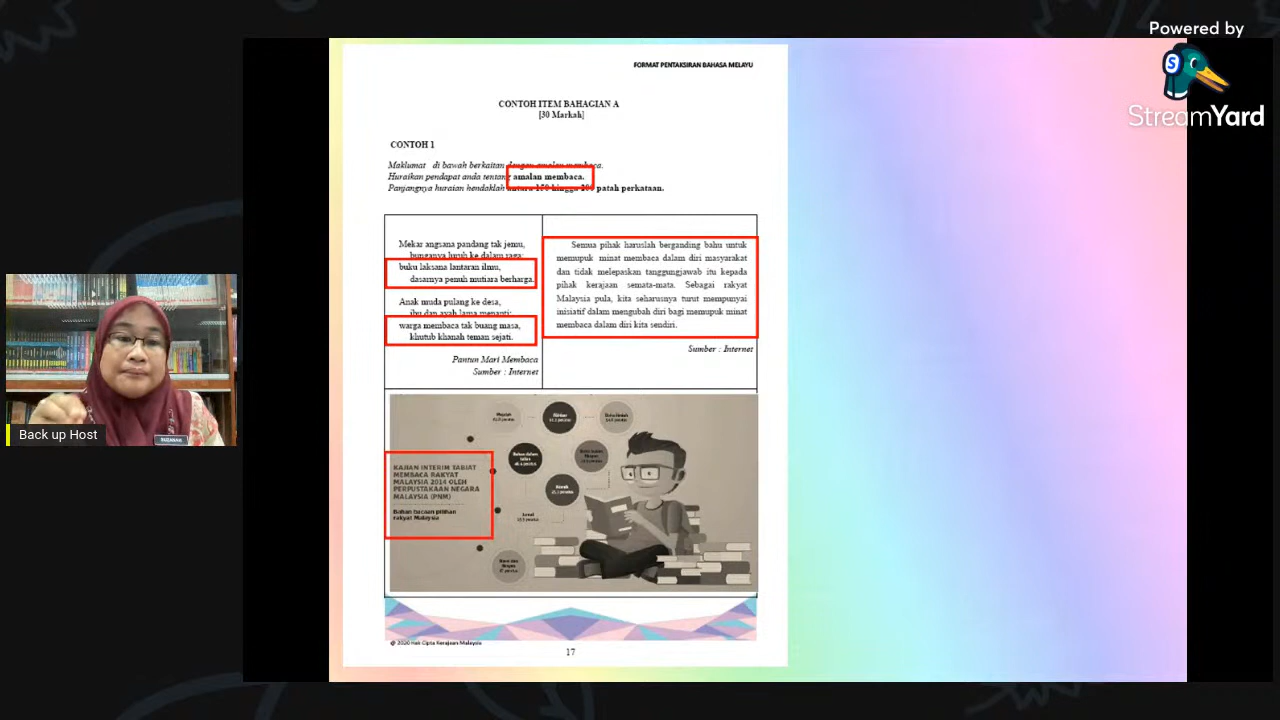 Powered by
StreamYard
FORMAT PENTAKSIRAN BAHASA MELAYU
CONTOH ITEM BAHAGIAN A
[30 Markah]
CONTOH 1
Maklumat di bawah berkaitan dengan amalan membaca.
Huraikan pendapat anda tentang amalan membaca.
Panjangnya huraian hendaklah antara 150 hingga 200 patah perkataan.
Mekar angsana pandang tak jemu,
bunganya luruh ke dalam raga;
buku laksana lantaran ilmu,
dasarnya penuh mutiara berharga.
Anak muda pulang ke desa,
ibu dan ayah lama menanti;
warga membaca tak buang masa,
khutub khanah teman sejati.
Pantun Mari Membaca
Sumber : Internet
Semua pihak haruslah berganding bahu untuk
memupuk minat membaca dalam diri masyarakat
dan tidak melepaskan tanggungjawab itu kepada
pihak kerajaan semata-mata. Sebagai rakyat
Malaysia pula, kita seharusnya turut mempunyai
inisiatif dalam mengubah diri bagi memupuk minat
membaca dalam diri kita sendiri.
Sumber : Internet
KAJIAN INTERIM TABIAT
MEMBACA RAKYAT
MALAYSIA 2014 OLEH
PERPUSTAKAAN NEGARA
MALAYSIA (PNM)
Bahan bacaan pilihan
rakyat Malaysia
© 2020 Hak Cipta Kerajaan Malaysia
17
Back up Host